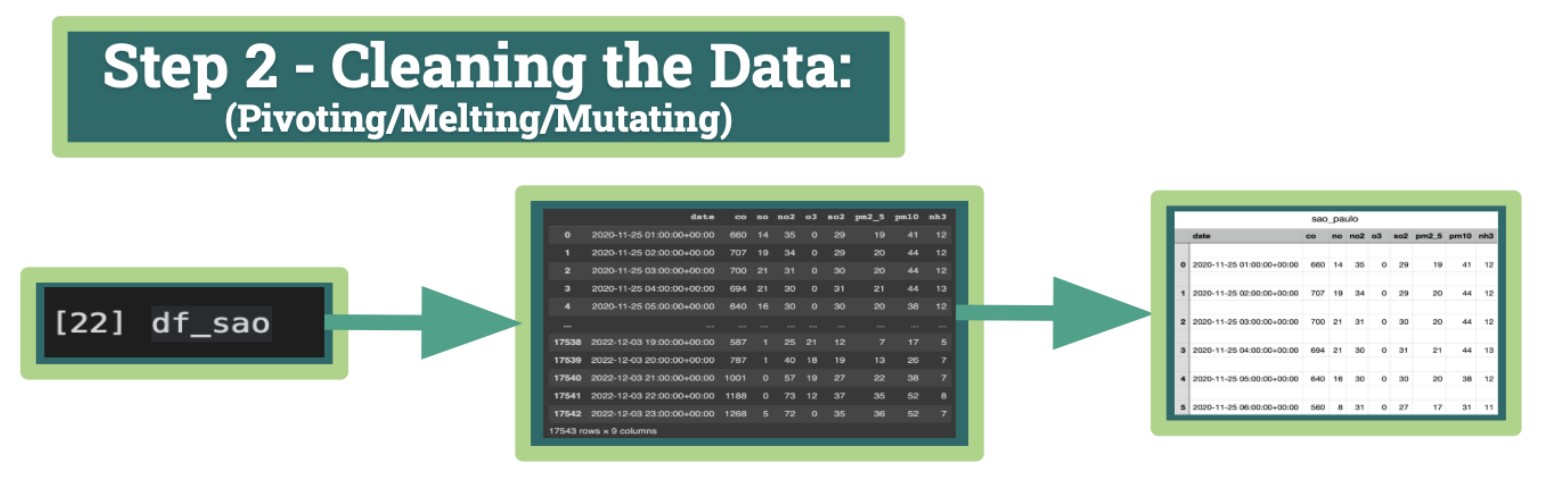 Step 2 - Cleaning the Data:
(Pivoting/Melting/Mutating)
[22] df_sao
date co no no2 o3 so2 pm2_5 pm10 nh3
0 2020-11-25 01:00:00+00:00 660 14 35 0 29 19 41 12
1 2020-11-25 02:00:00+00:00 707 19 34 0 29 20 44 12
2 2020-11-25 03:00:00+00:00 700 21 31 0 30 20 44 12
3 2020-11-25 04:00:00+00:00 694 21 30 0 31 21 44 13
4 2020-11-25 05:00:00+00:00 640 16 30 0 30 20 38 12
... ... ... ... ... ... ... ... ... ...
17538 2022-12-03 19:00:00+00:00 587 1 25 21 12 7 17 5
17539 2022-12-03 20:00:00+00:00 787 1 40 18 19 13 26 7
17540 2022-12-03 21:00:00+00:00 1001 0 57 19 27 22 38 7
17541 2022-12-03 22:00:00+00:00 1188 0 73 12 37 35 52 8
17542 2022-12-03 23:00:00+00:00 1268 5 72 0 35 36 52 7
17543 rows × 9 columns
sao_paulo
date co no no2 o3 so2 pm2_5 pm10 nh3
0 2020-11-25 01:00:00+00:00 660 14 35 0 29 19 41 12
1 2020-11-25 02:00:00+00:00 707 19 34 0 29 20 44 12
2 2020-11-25 03:00:00+00:00 700 21 31 0 30 20 44 12
3 2020-11-25 04:00:00+00:00 694 21 30 0 31 21 44 13
4 2020-11-25 05:00:00+00:00 640 16 30 0 30 20 38 12
5 2020-11-25 06:00:00+00:00 560 8 31 0 27 17 31 11